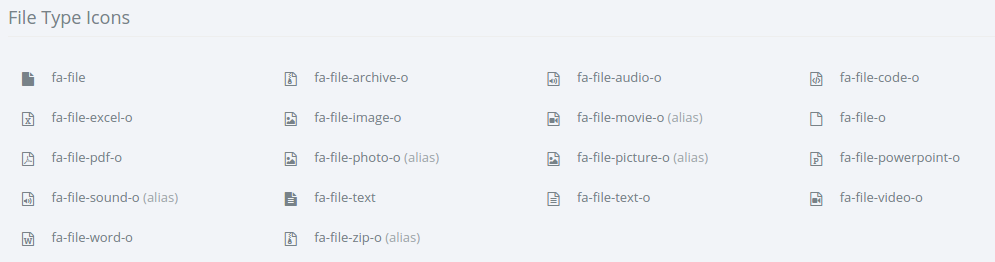 File Type Icons
fa-file fa-file-archive-o fa-file-audio-o fa-file-code-o
fa-file-excel-o fa-file-image-o fa-file-movie-o (alias) fa-file-o
fa-file-pdf-o fa-file-photo-o (alias) fa-file-picture-o (alias) fa-file-powerpoint-o
fa-file-sound-o (alias) fa-file-text fa-file-text-o fa-file-video-o
fa-file-word-o fa-file-zip-o (alias)